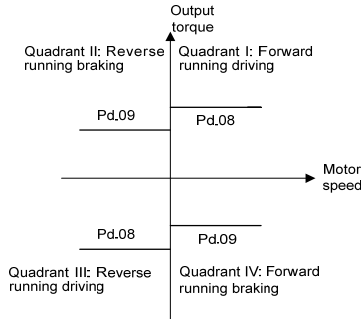 Output
torque
Quadrant II: Reverse
running braking
Quadrant I: Forward
running driving
Pd.09
Pd.08
Motor
speed
Pd.08
Pd.09
Quadrant III: Reverse
running driving
Quadrant IV: Forward
running braking